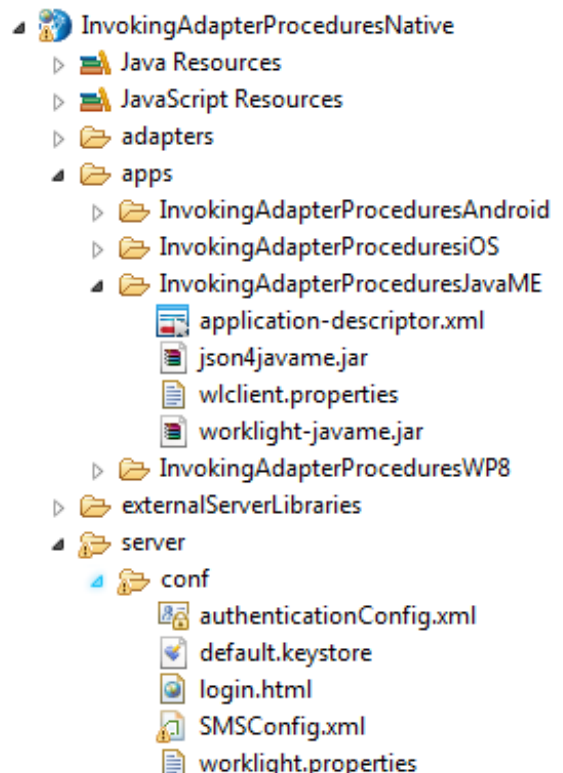 InvokingAdapterProceduresNative
Java Resources
JavaScript Resources
adapters
apps
InvokingAdapterProceduresAndroid
InvokingAdapterProceduresiOS
InvokingAdapterProceduresJavaME
application-descriptor.xml
json4javame.jar
wlclient.properties
worklight-javame.jar
InvokingAdapterProceduresWP8
externalServerLibraries
server
conf
authenticationConfig.xml
default.keystore
login.html
SMSConfig.xml
worklight.properties